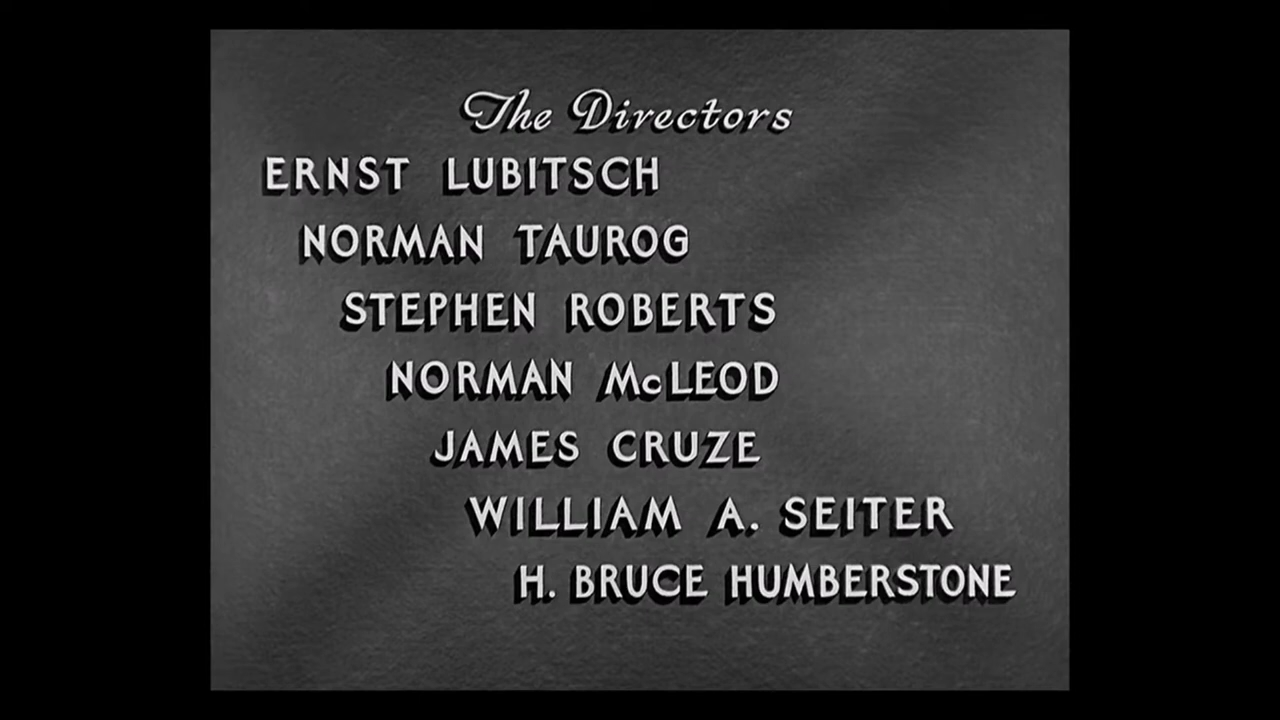 The Directors
ERNST LUBITSCH
NORMAN TAUROG
STEPHEN ROBERTS
NORMAN McLEOD
JAMES CRUZE
WILLIAM A. SEITER
H. BRUCE HUMBERSTONE